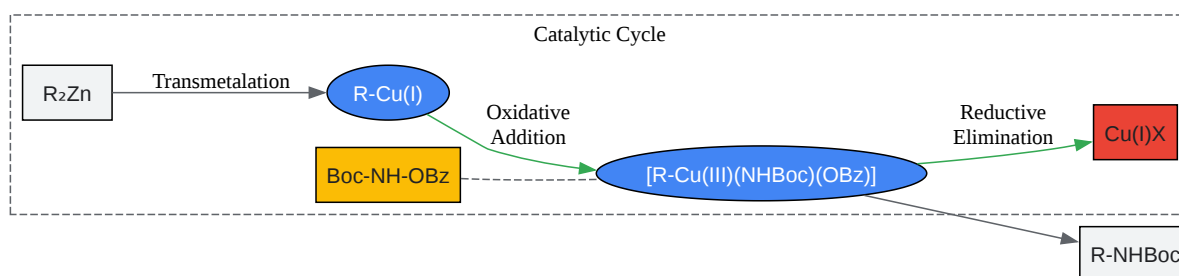 Catalytic Cycle
R₂Zn
Transmetalation
R-Cu(I)
Oxidative
Addition
Boc-NH-OBz
[R-Cu(III)(NHBoc)(OBz)]
Reductive
Elimination
Cu(I)X
R-NHBoc